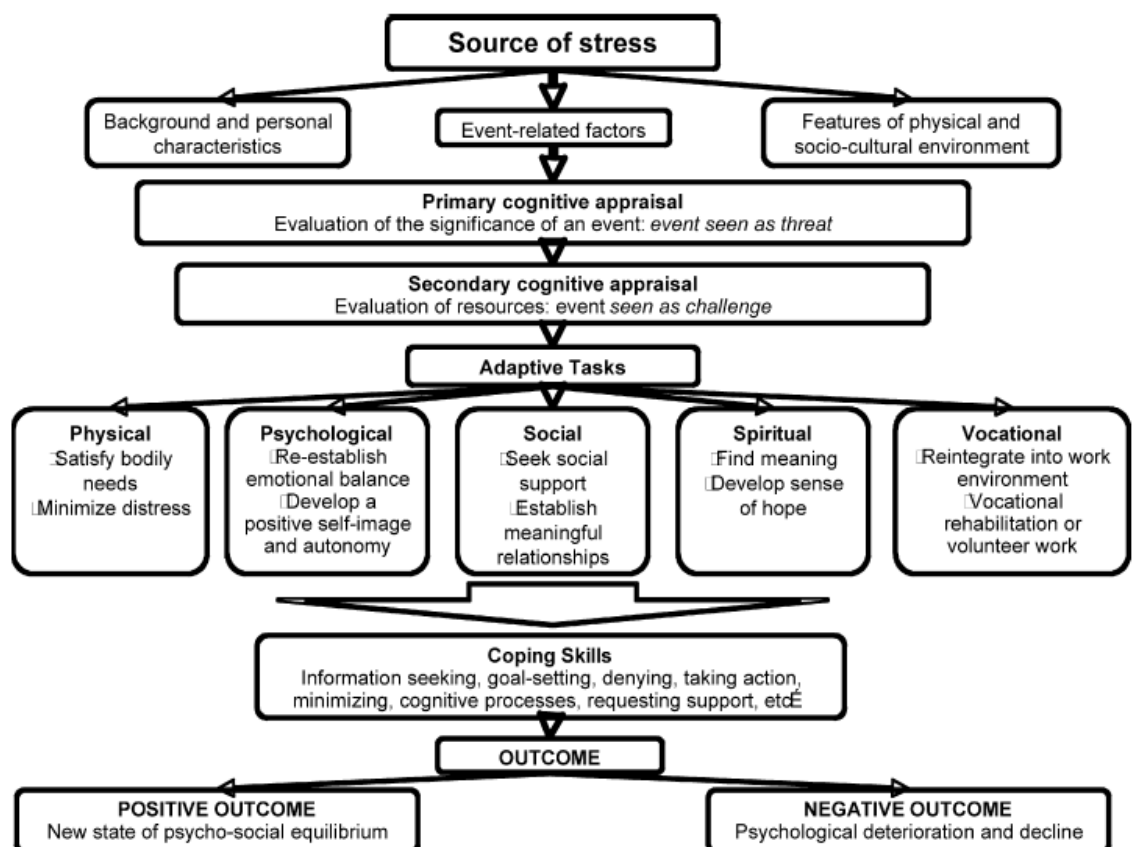 Source of stress
Background and personal
characteristics
Event-related factors
Features of physical and
socio-cultural environment
Primary cognitive appraisal
Evaluation of the significance of an event: event seen as threat
Secondary cognitive appraisal
Evaluation of resources: event seen as challenge
Adaptive Tasks
Physical
Satisfy bodily
needs
Minimize distress
Psychological
Re-establish
emotional balance
Develop a
positive self-image
and autonomy
Social
Seek social
support
Establish
meaningful
relationships
Spiritual
Find meaning
Develop sense
of hope
Vocational
Reintegrate into work
environment
Vocational
rehabilitation or
volunteer work
Coping Skills
Information seeking, goal-setting, denying, taking action,
minimizing, cognitive processes, requesting support, etcÉ
OUTCOME
POSITIVE OUTCOME
New state of psycho-social equilibrium
NEGATIVE OUTCOME
Psychological deterioration and decline